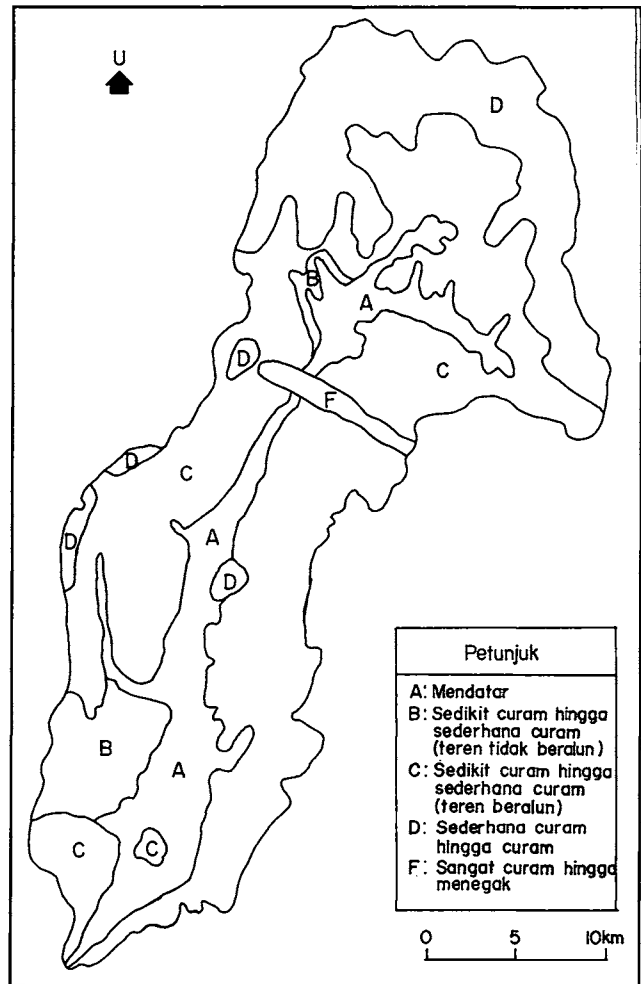 U
D
B
A
D
C
F
D
C
D
A
D
B
A
C
C
Petunjuk
A: Mendatar
B: Sedikit curam hingga
sederhana curam
(teren tidak beralun)
C: Sedikit curam hingga
sederhana curam
(teren beralun)
D: Sederhana curam
hingga curam
F: Sangat curam hingga
menegak
0 5 10km